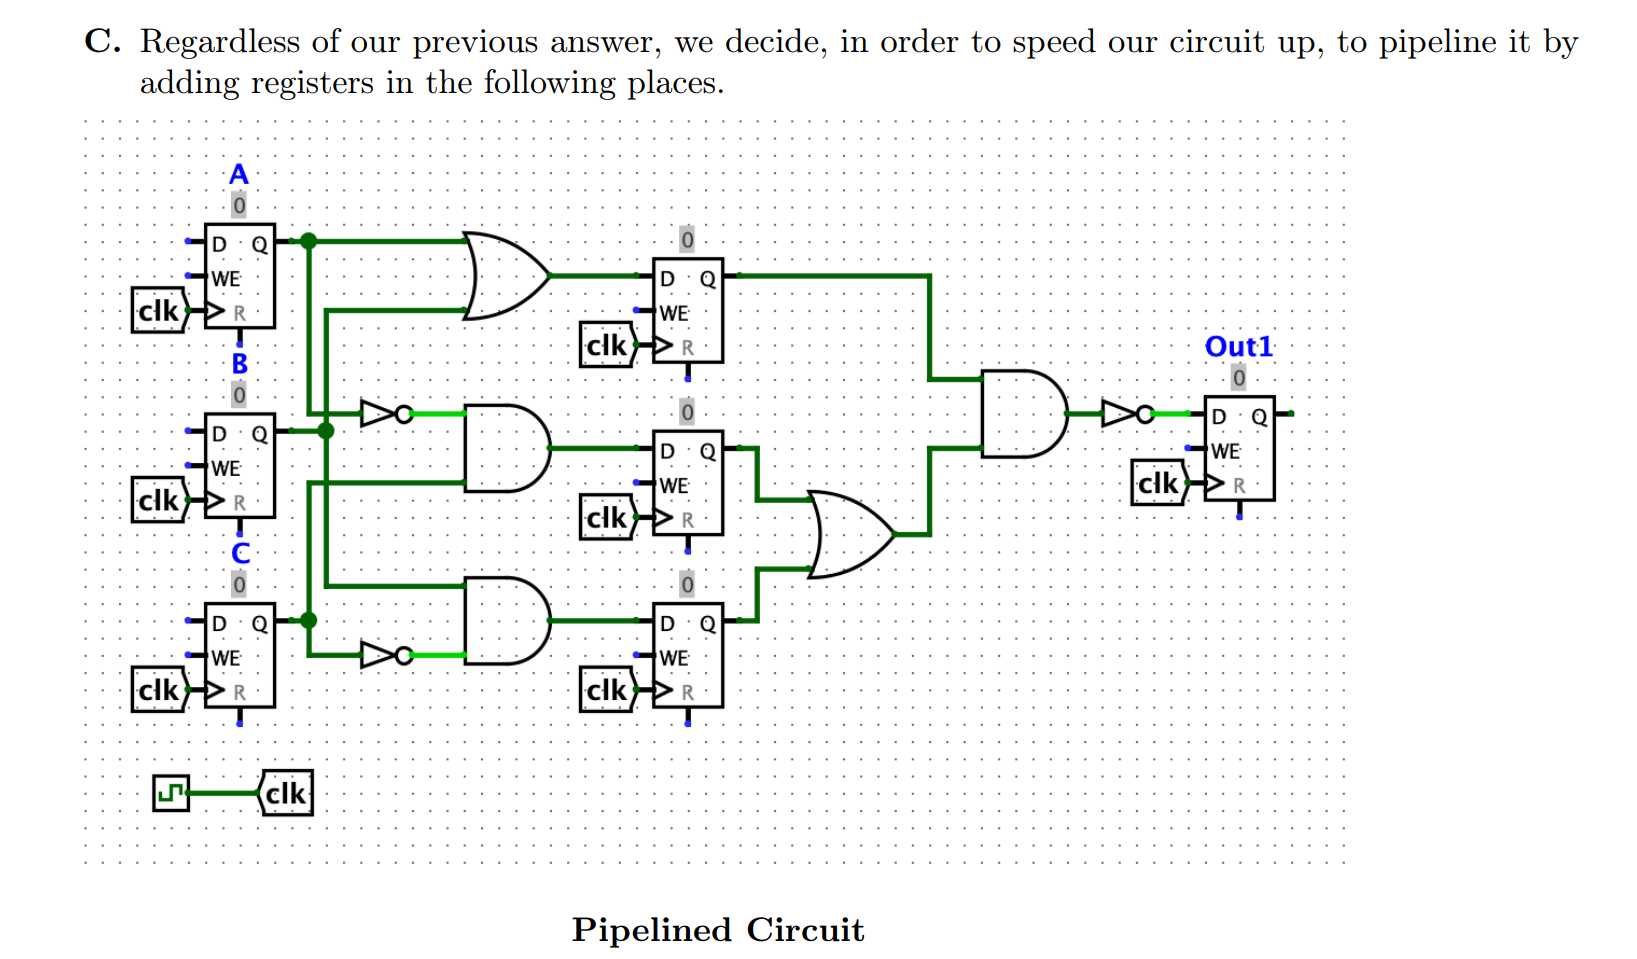 C. Regardless of our previous answer, we decide, in order to speed our circuit up, to pipeline it by
adding registers in the following places.
A
0
D Q
WE
clk R
B
0
D Q
WE
clk R
C
0
D Q
WE
clk R
clk
0
D Q
WE
clk R
0
D Q
WE
clk R
0
D Q
WE
clk R
Out1
0
D Q
WE
clk R
Pipelined Circuit